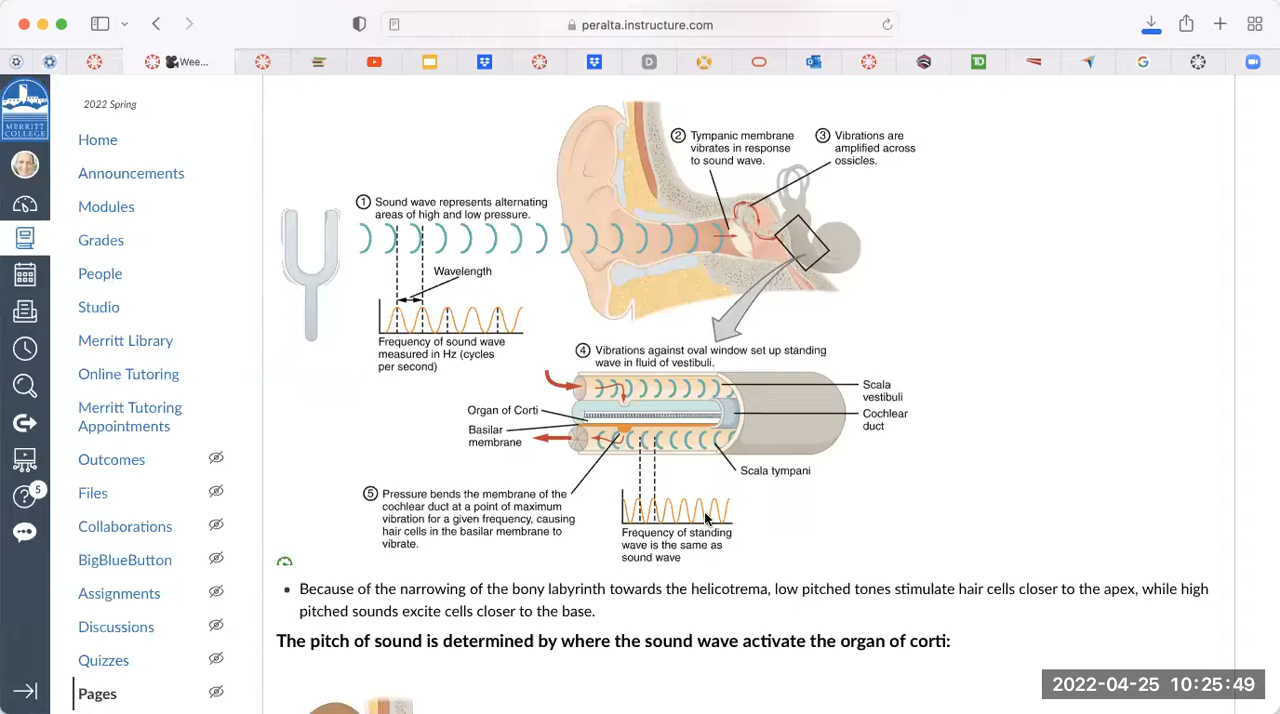 peralta.instructure.com
Wee...
MERRITT
COLLEGE
2022 Spring
Home
Announcements
Modules
Grades
People
Studio
Merritt Library
Online Tutoring
Merritt Tutoring
Appointments
Outcomes
Files
Collaborations
BigBlueButton
Assignments
Discussions
Quizzes
Pages
5
1 Sound wave represents alternating
areas of high and low pressure.
2 Tympanic membrane
vibrates in response
to sound wave.
3 Vibrations are
amplified across
ossicles.
Wavelength
Frequency of sound wave
measured in Hz (cycles
per second)
4 Vibrations against oval window set up standing
wave in fluid of vestibuli.
Scala
vestibuli
Cochlear
duct
Organ of Corti
Basilar
membrane
Scala tympani
5 Pressure bends the membrane of the
cochlear duct at a point of maximum
vibration for a given frequency, causing
hair cells in the basilar membrane to
vibrate.
Frequency of standing
wave is the same as
sound wave
• Because of the narrowing of the bony labyrinth towards the helicotrema, low pitched tones stimulate hair cells closer to the apex, while high
pitched sounds excite cells closer to the base.
The pitch of sound is determined by where the sound wave activate the organ of corti:
2022-04-25 10:25:49